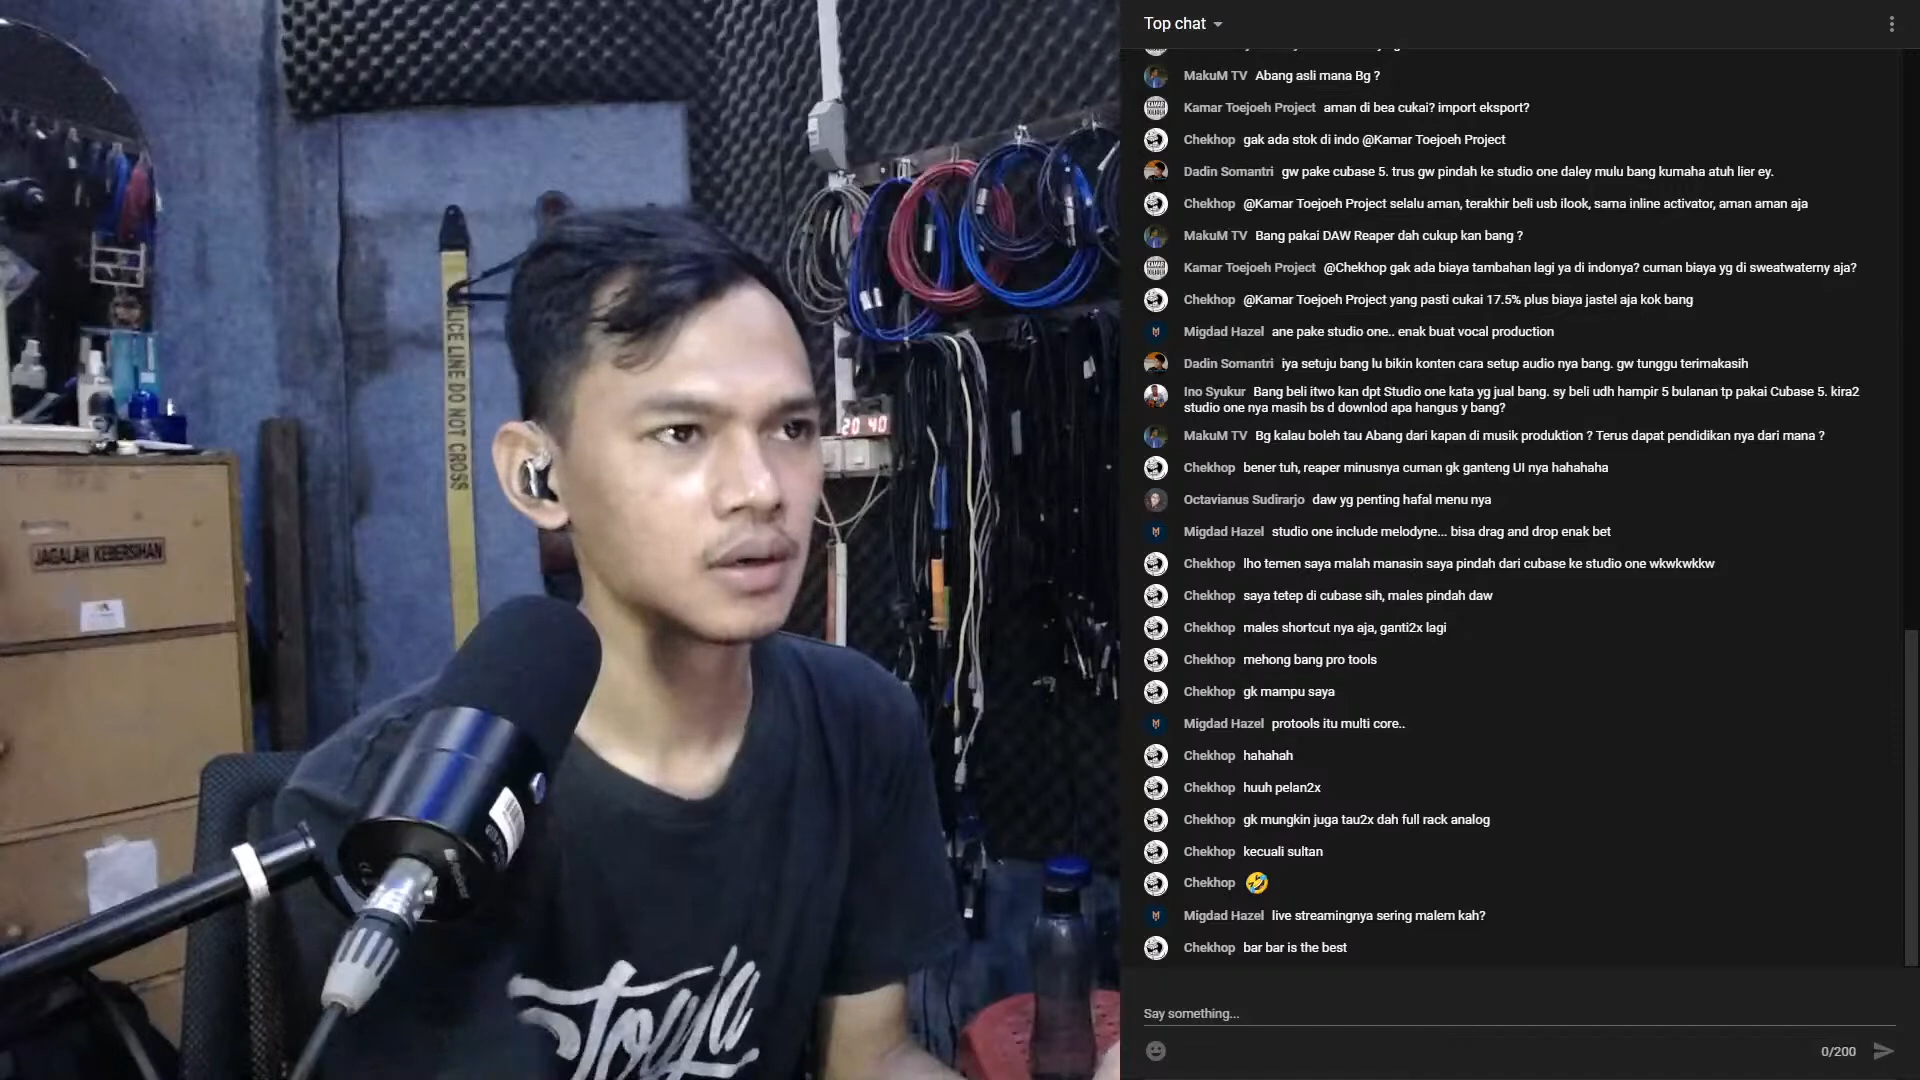 Top chat
MakuM TV Abang asli mana Bg ?
Kamar Toejoeh Project aman di bea cukai? import eksport?
Chekhop gak ada stok di indo @Kamar Toejoeh Project
Dadin Somantri gw pake cubase 5. trus gw pindah ke studio one daley mulu bang kumaha atuh lier ey.
Chekhop @Kamar Toejoeh Project selalu aman, terakhir beli usb ilook, sama inline activator, aman aman aja
MakuM TV Bang pakai DAW Reaper dah cukup kan bang ?
Kamar Toejoeh Project @Chekhop gak ada biaya tambahan lagi ya di indonya? cuman biaya yg di sweatwaterny aja?
Chekhop @Kamar Toejoeh Project yang pasti cukai 17.5% plus biaya jastel aja kok bang
Migdad Hazel ane pake studio one.. enak buat vocal production
Dadin Somantri iya setuju bang lu bikin konten cara setup audio nya bang. gw tunggu terimakasih
Ino Syukur Bang beli itwo kan dpt Studio one kata yg jual bang. sy beli udh hampir 5 bulanan tp pakai Cubase 5. kira2
studio one nya masih bs d downlod apa hangus y bang?
MakuM TV Bg kalau boleh tau Abang dari kapan di musik produktion ? Terus dapat pendidikan nya dari mana ?
Chekhop bener tuh, reaper minusnya cuman gk ganteng UI nya hahahaha
Octavianus Sudirarjo daw yg penting hafal menu nya
Migdad Hazel studio one include melodyne... bisa drag and drop enak bet
Chekhop lho temen saya malah manasin saya pindah dari cubase ke studio one wkwkwkkw
Chekhop saya tetep di cubase sih, males pindah daw
Chekhop males shortcut nya aja, ganti2x lagi
Chekhop mehong bang pro tools
Chekhop gk mampu saya
Migdad Hazel protools itu multi core..
Chekhop hahahah
Chekhop huuh pelan2x
Chekhop gk mungkin juga tau2x dah full rack analog
Chekhop kecuali sultan
Chekhop 🤣
Migdad Hazel live streamingnya sering malem kah?
Chekhop bar bar is the best
Say something...
0/200
LICE LINE DO NOT CROSS
20 40
JAGALAH KEBERSIHAN